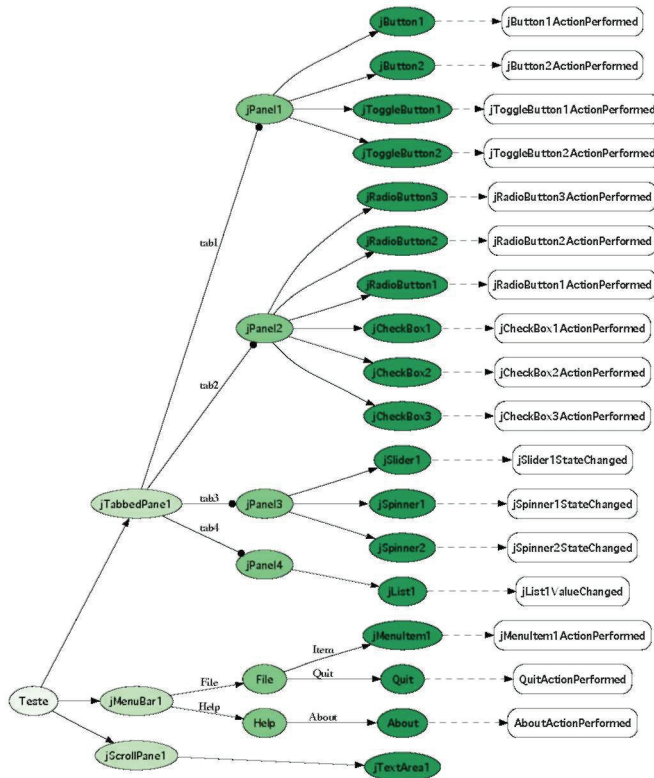 jButton1 jButton1ActionPerformed
jButton2 jButton2ActionPerformed
jPanel1 jToggleButton1 jToggleButton1ActionPerformed
jToggleButton2 jToggleButton2ActionPerformed
jRadioButton3 jRadioButton3ActionPerformed
tab1
jRadioButton2 jRadioButton2ActionPerformed
jRadioButton1 jRadioButton1ActionPerformed
jPanel2 jCheckBox1 jCheckBox1ActionPerformed
jCheckBox2 jCheckBox2ActionPerformed
tab2
jCheckBox3 jCheckBox3ActionPerformed
jSlider1 jSlider1StateChanged
jTabbedPane1 tab3 jPanel3 jSpinner1 jSpinner1StateChanged
tab4
jSpinner2 jSpinner2StateChanged
jPanel4
jList1 jList1ValueChanged
jMenuItem1 jMenuItem1ActionPerformed
Item
File File Quit Quit QuitActionPerformed
Teste jMenuBar1
Help Help About About AboutActionPerformed
jScrollPane1
jTextArea1